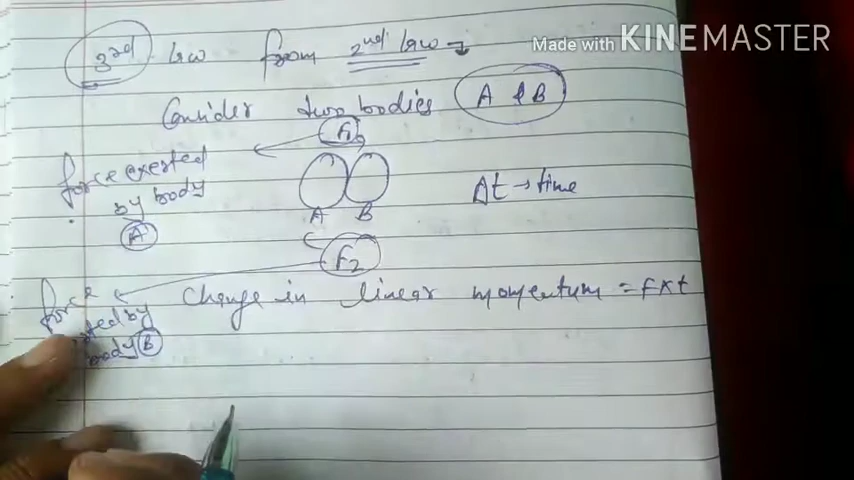 Made with KINEMASTER
3rd law from 2nd law →
Consider two bodies A & B
F1
force exerted
by body
A
A B
Δt → time
F2
force
exerted by
body B
Change in linear momentum = F x t